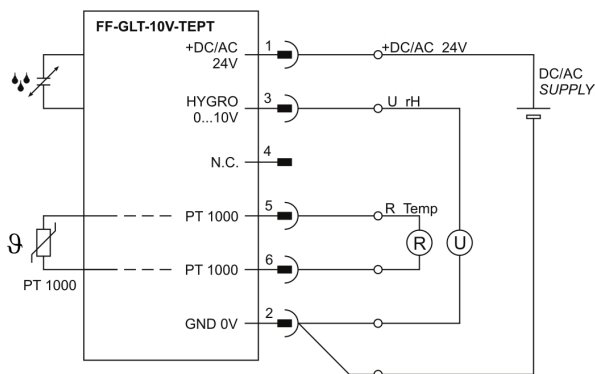 FF-GLT-10V-TEPT
+DC/AC
24V
1
+DC/AC 24V
DC/AC
SUPPLY
HYGRO
0...10V
3
U rH
N.C.
4
PT 1000
5
R Temp
R
U
ϑ
PT 1000
6
PT 1000
GND 0V
2